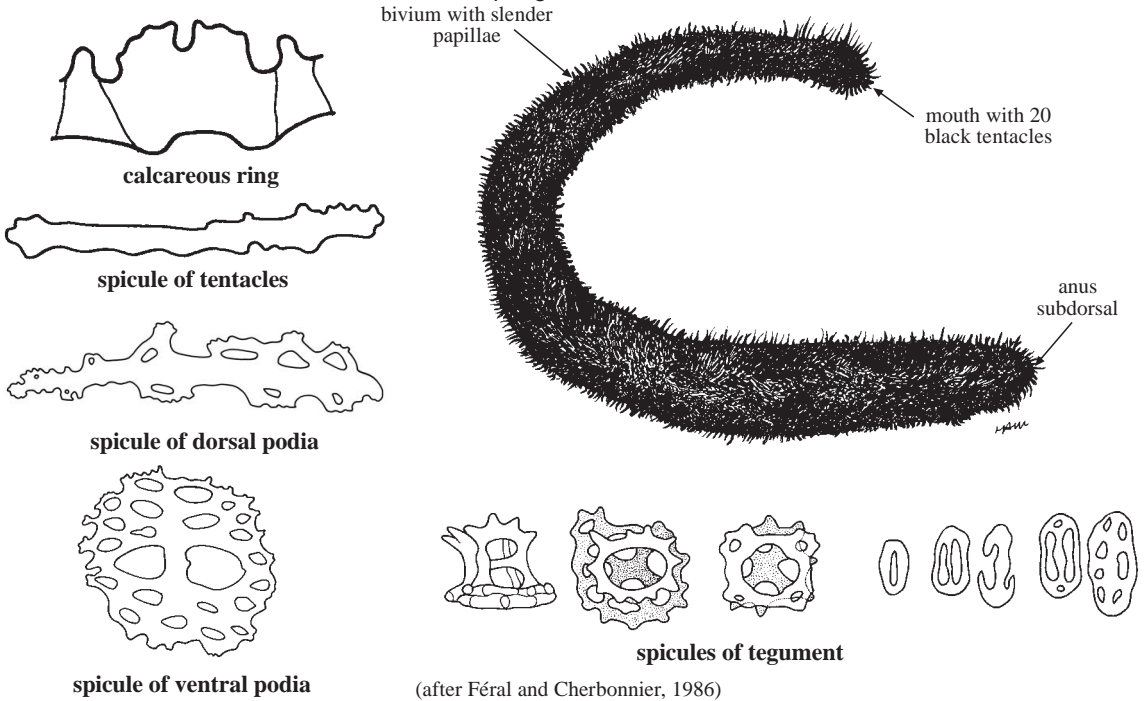 bivium with slender
papillae
mouth with 20
black tentacles
calcareous ring
spicule of tentacles
anus
subdorsal
spicule of dorsal podia
spicules of tegument
spicule of ventral podia
(after Féral and Cherbonnier, 1986)